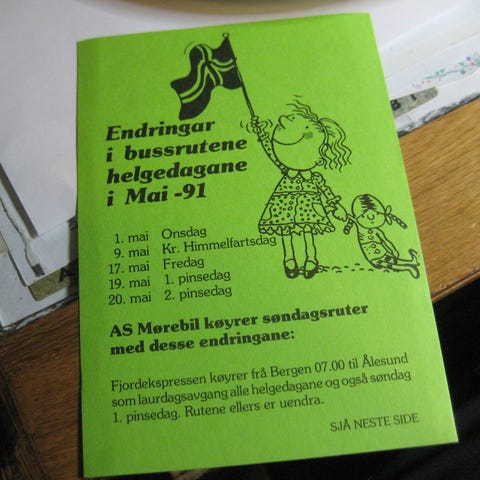 Endringar
i bussrutene
helgedagane
i Mai -91
1. mai Onsdag
9. mai Kr. Himmelfartsdag
17. mai Fredag
19. mai 1. pinsedag
20. mai 2. pinsedag
AS Mørebil køyrer søndagsruter
med desse endringane:
Fjordekspressen køyrer frå Bergen 07.00 til Ålesund
som laurdagsavgang alle helgedagane og også søndag
1. pinsedag. Rutene ellers er uendra.
SJÅ NESTE SIDE